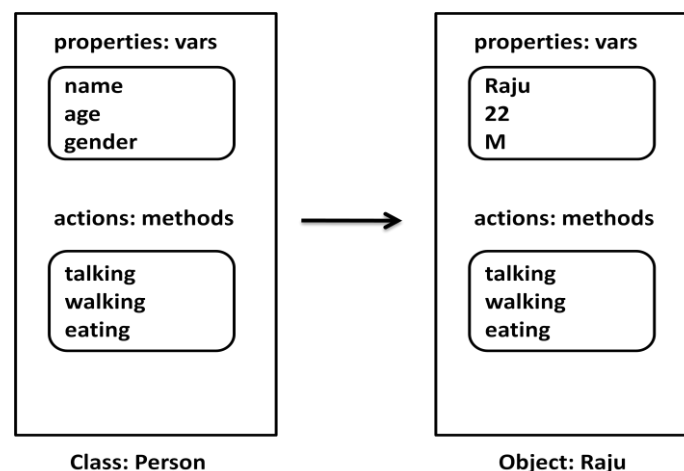 properties: vars
name
age
gender
actions: methods
talking
walking
eating
Class: Person
properties: vars
Raju
22
M
actions: methods
talking
walking
eating
Object: Raju